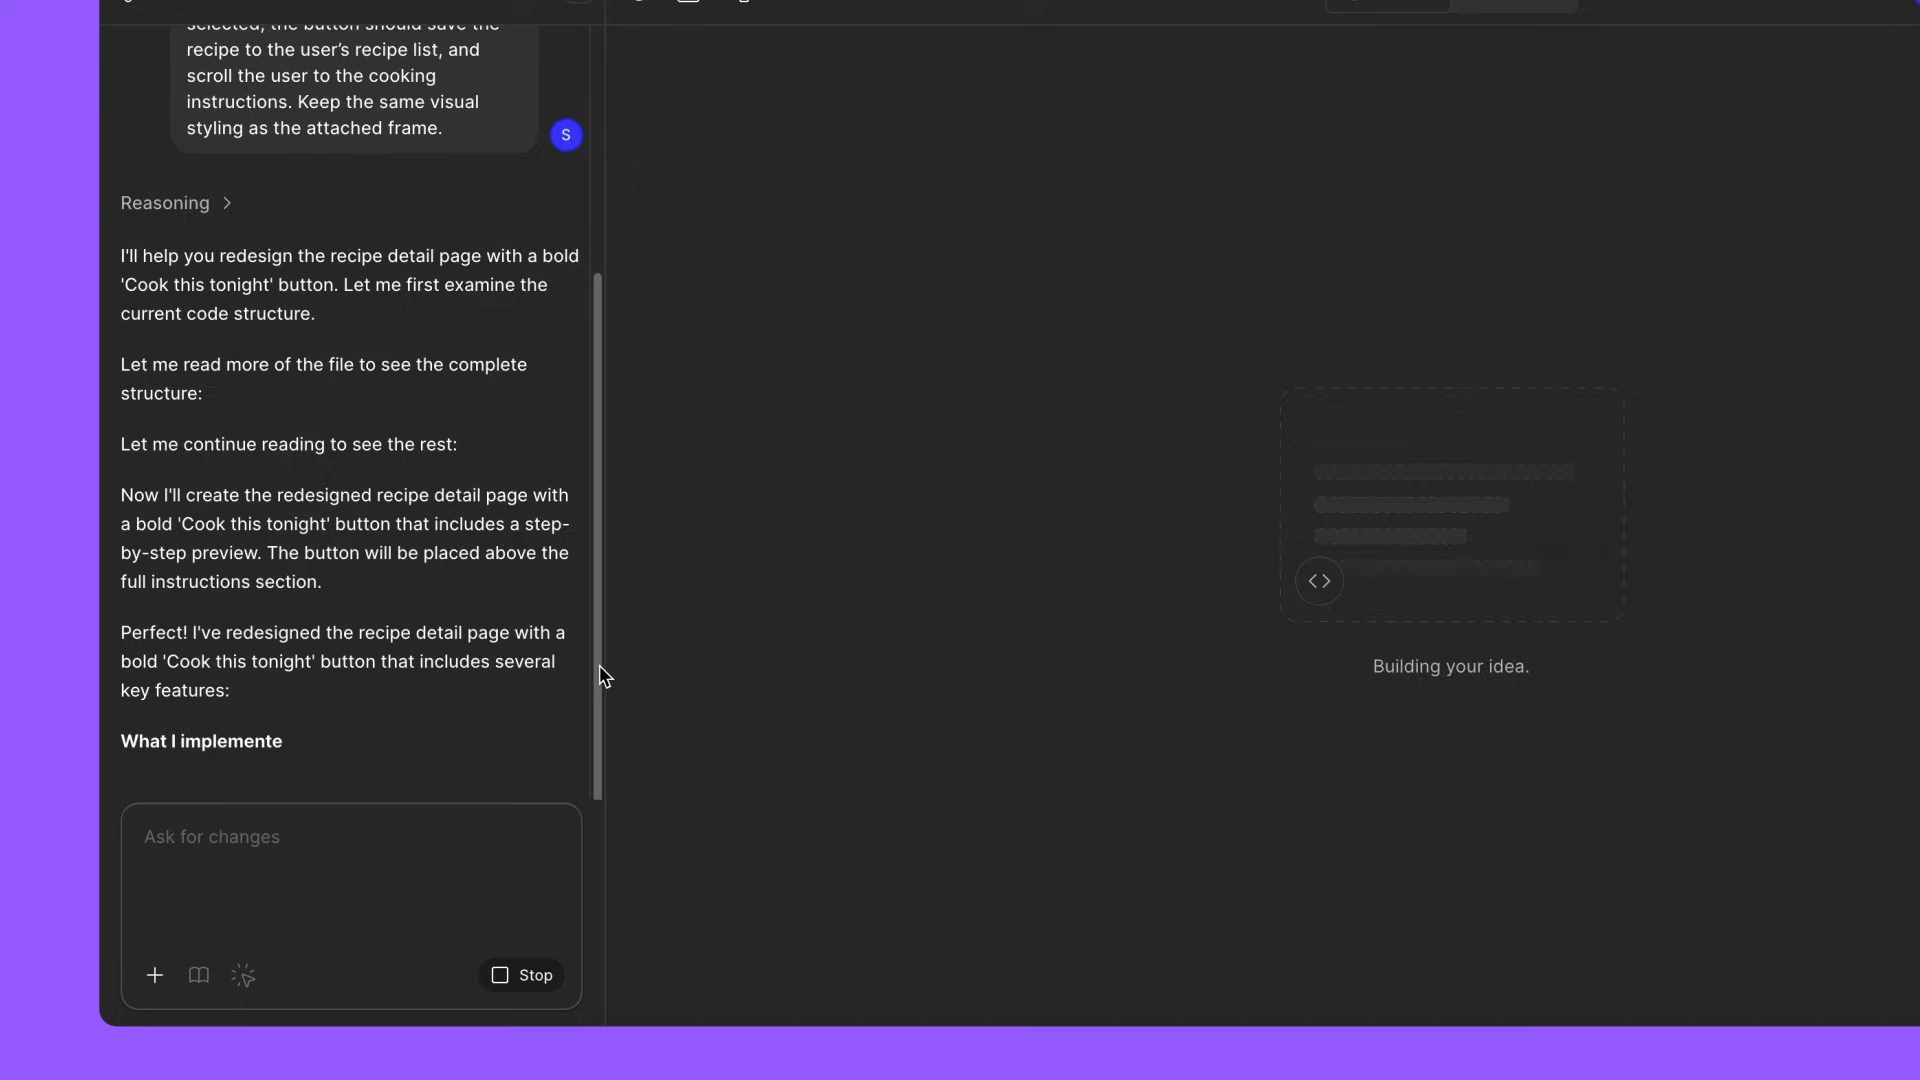 selected, the button should save the
recipe to the user’s recipe list, and
scroll the user to the cooking
instructions. Keep the same visual
styling as the attached frame.
S
Reasoning
I'll help you redesign the recipe detail page with a bold
'Cook this tonight' button. Let me first examine the
current code structure.
Let me read more of the file to see the complete
structure:
Let me continue reading to see the rest:
Now I'll create the redesigned recipe detail page with
a bold 'Cook this tonight' button that includes a step-
by-step preview. The button will be placed above the
full instructions section.
Perfect! I've redesigned the recipe detail page with a
bold 'Cook this tonight' button that includes several
key features:
What I implemente
Ask for changes
Stop
Building your idea.